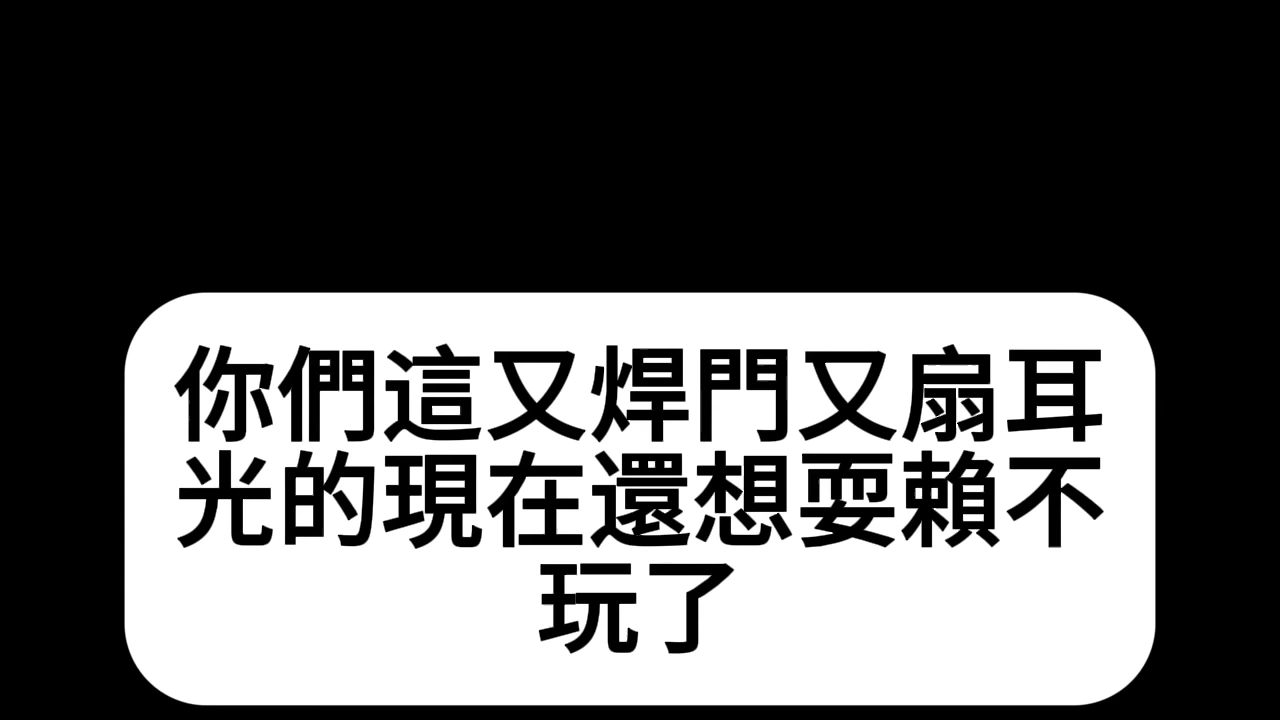 你們這又焊門又扇耳
光的現在還想耍賴不
玩了